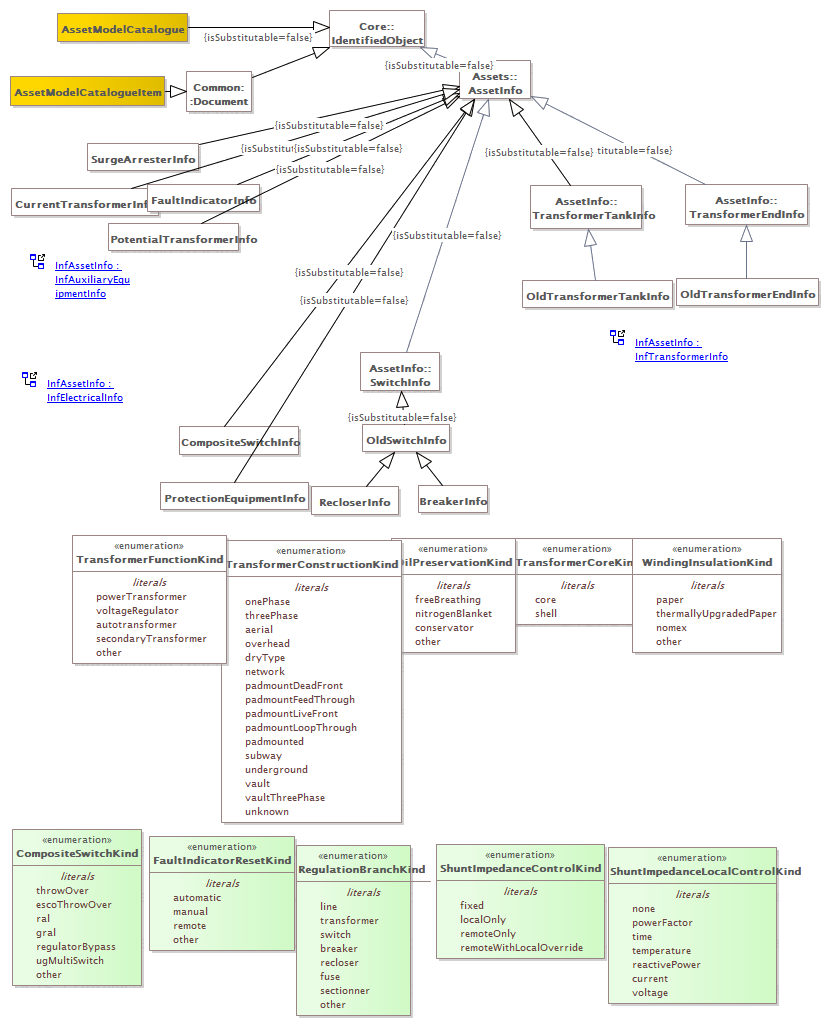 AssetModelCatalogue
{isSubstitutable=false}
Core::
IdentifiedObject
{isSubstitutable=false}
AssetModelCatalogueItem
Common:
:Document
Assets::
AssetInfo
{isSubstitutable=false}
{isSubstitutable=false}
{isSubstitutable=false}
{isSubstitutable=false}
titutable=false}
SurgeArresterInfo
{isSubstitutable=false}
CurrentTransformerInf
FaultIndicatorInfo
AssetInfo::
TransformerTankInfo
AssetInfo::
TransformerEndInfo
PotentialTransformerInfo
{isSubstitutable=false}
InfAssetInfo :
InfAuxiliaryEqu
ipmentInfo
{isSubstitutable=false}
{isSubstitutable=false}
OldTransformerTankInfo
OldTransformerEndInfo
InfAssetInfo :
InfTransformerInfo
InfAssetInfo :
InfElectricalInfo
AssetInfo::
SwitchInfo
{isSubstitutable=false}
CompositeSwitchInfo
OldSwitchInfo
ProtectionEquipmentInfo
RecloserInfo
BreakerInfo
«enumeration»
TransformerFunctionKind
literals
powerTransformer
voltageRegulator
autotransformer
secondaryTransformer
other
«enumeration»
TransformerConstructionKind
literals
onePhase
threePhase
aerial
overhead
dryType
network
padmountDeadFront
padmountFeedThrough
padmountLiveFront
padmountLoopThrough
padmounted
subway
underground
vault
vaultThreePhase
unknown
«enumeration»
OilPreservationKind
literals
freeBreathing
nitrogenBlanket
conservator
other
«enumeration»
TransformerCoreKin
literals
core
shell
«enumeration»
WindingInsulationKind
literals
paper
thermallyUpgradedPaper
nomex
other
«enumeration»
CompositeSwitchKind
literals
throwOver
escoThrowOver
ral
gral
regulatorBypass
ugMultiSwitch
other
«enumeration»
FaultIndicatorResetKind
literals
automatic
manual
remote
other
«enumeration»
RegulationBranchKind
literals
line
transformer
switch
breaker
recloser
fuse
sectionner
other
«enumeration»
ShuntImpedanceControlKind
literals
fixed
localOnly
remoteOnly
remoteWithLocalOverride
«enumeration»
ShuntImpedanceLocalControlKind
literals
none
powerFactor
time
temperature
reactivePower
current
voltage